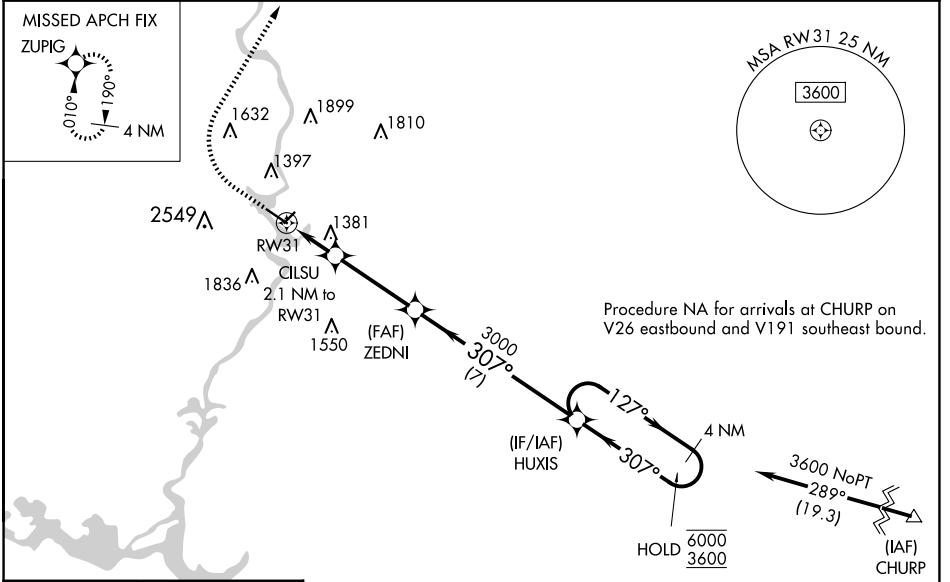 MISSED APCH FIX
ZUPIG
010°
190°
4 NM
1632
1899
1810
1397
2549
1381
RW31
CILSU
2.1 NM to
RW31
1836
1550
(FAF)
ZEDNI
3000
307°
(7)
(IF/IAF)
HUXIS
127°
307°
4 NM
HOLD
6000
3600
3600 NoPT
289°
(19.3)
(IAF)
CHURP
MSA RW31 25 NM
3600
Procedure NA for arrivals at CHURP on
V26 eastbound and V191 southeast bound.